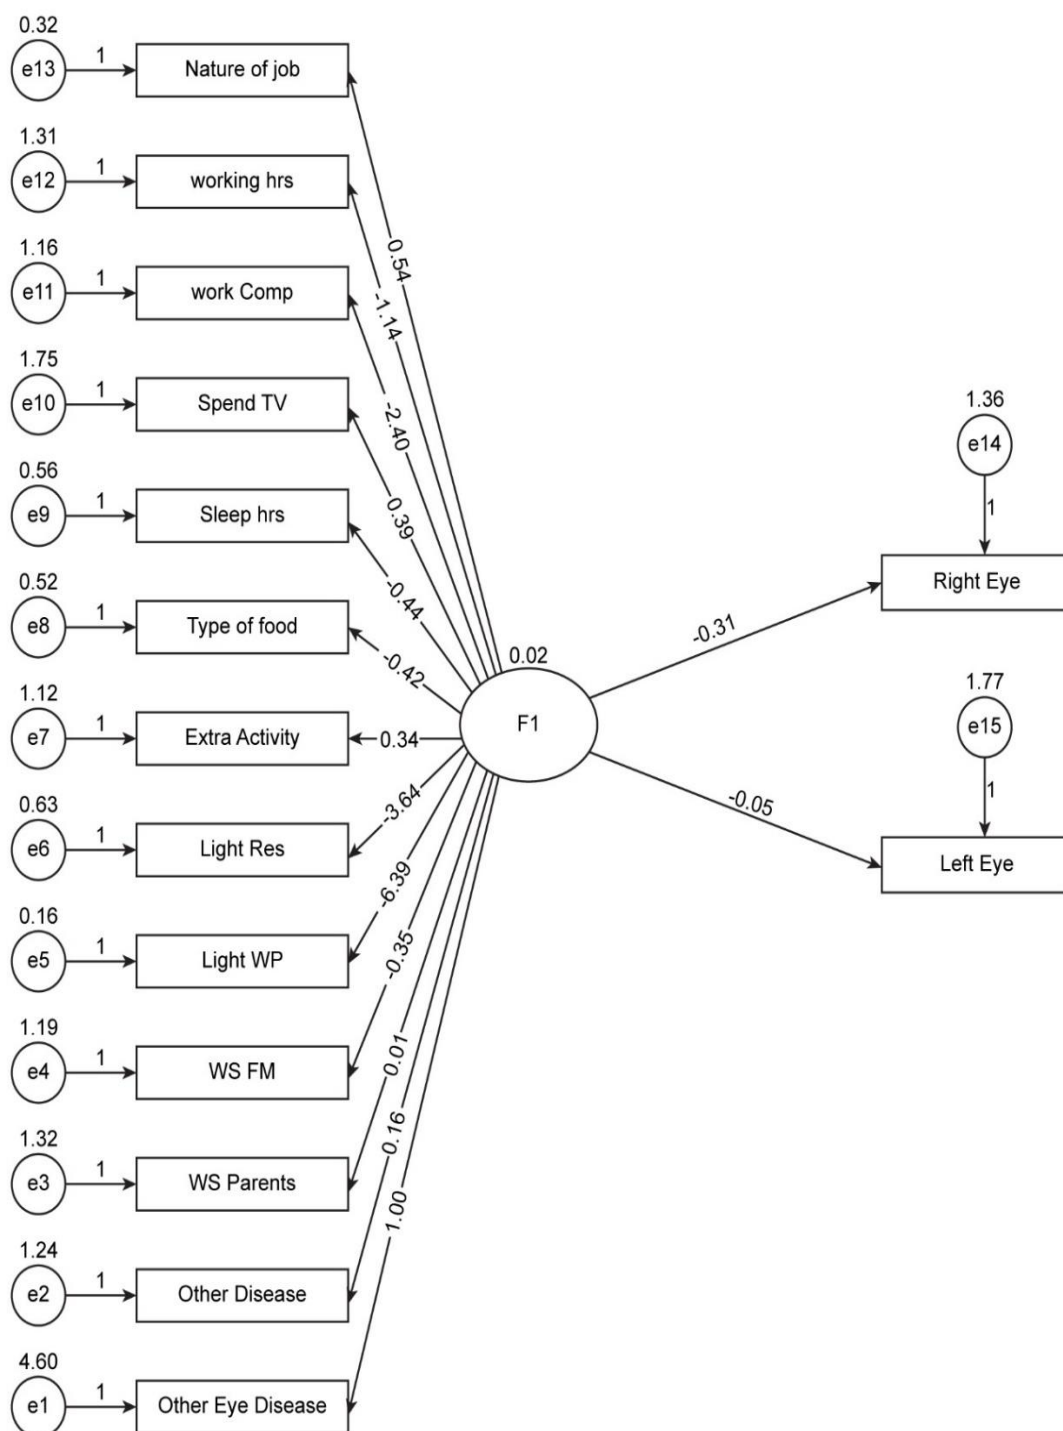 0.32
e13
1
Nature of job
1.31
e12
1
working hrs
1.16
e11
1
work Comp
1.75
e10
1
Spend TV
0.56
e9
1
Sleep hrs
0.52
e8
1
Type of food
1.12
e7
1
Extra Activity
0.63
e6
1
Light Res
0.16
e5
1
Light WP
1.19
e4
1
WS FM
1.32
e3
1
WS Parents
1.24
e2
1
Other Disease
4.60
e1
1
Other Eye Disease
0.54
-1.14
-2.40
0.39
-0.44
-0.42
0.34
-3.64
-6.39
-0.35
0.01
0.16
1.00
0.02
F1
-0.31
-0.05
1.36
e14
1
Right Eye
1.77
e15
1
Left Eye